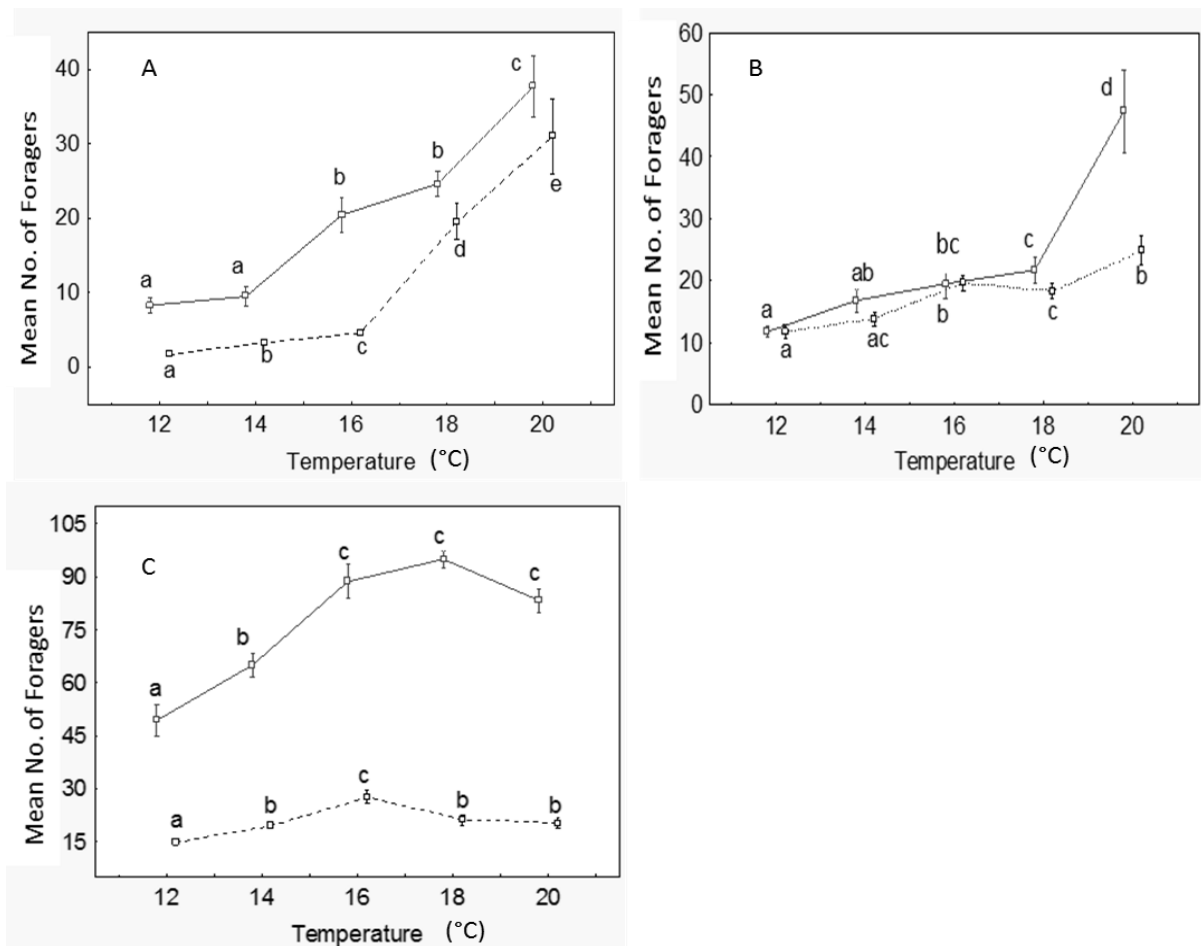 A
Mean No. of Foragers
40
30
20
10
0
a
a
b
b
c
a
b
c
d
e
12 14 16 18 20
Temperature (°C)
B
Mean No. of Foragers
60
50
40
30
20
10
0
a
ab
bc
c
d
a
ac
b
c
b
12 14 16 18 20
Temperature (°C)
C
Mean No. of Foragers
105
90
75
60
45
30
15
a
b
c
c
c
a
b
c
b
b
12 14 16 18 20
Temperature (°C)